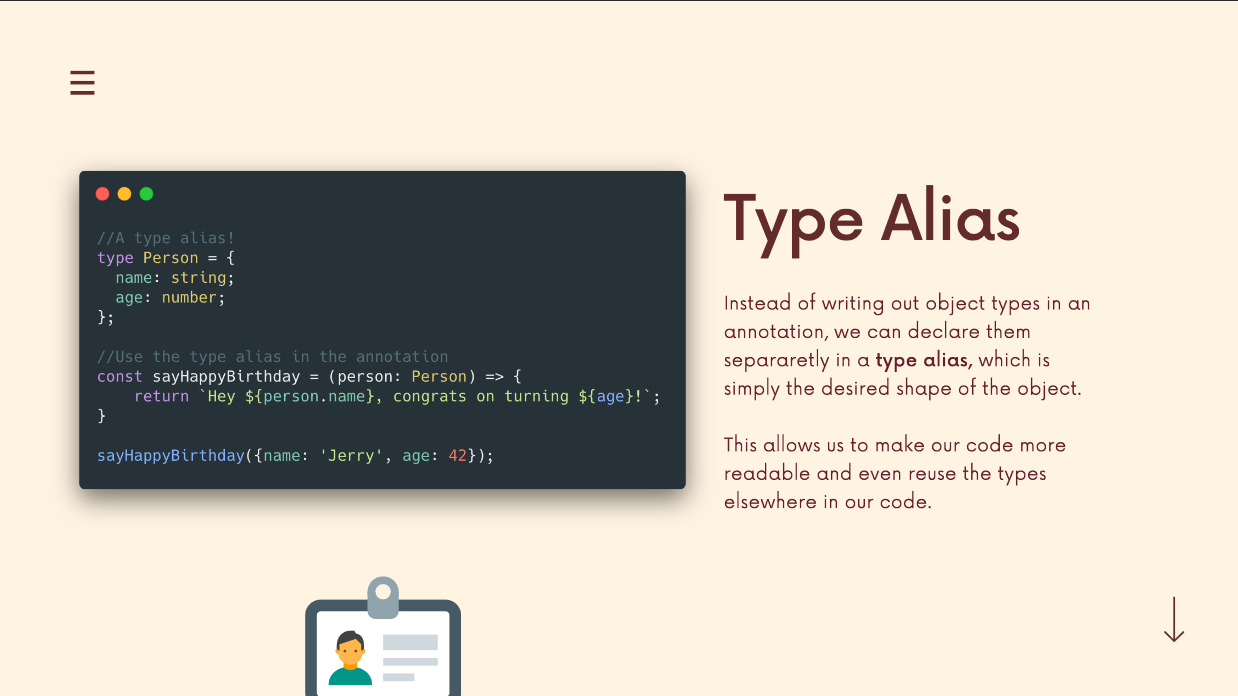 //A type alias!
type Person = {
  name: string;
  age: number;
};
//Use the type alias in the annotation
const sayHappyBirthday = (person: Person) => {
    return `Hey ${person.name}, congrats on turning ${age}!`;
}
sayHappyBirthday({name: 'Jerry', age: 42});
Type Alias
Instead of writing out object types in an
annotation, we can declare them
separaretly in a type alias, which is
simply the desired shape of the object.
This allows us to make our code more
readable and even reuse the types
elsewhere in our code.